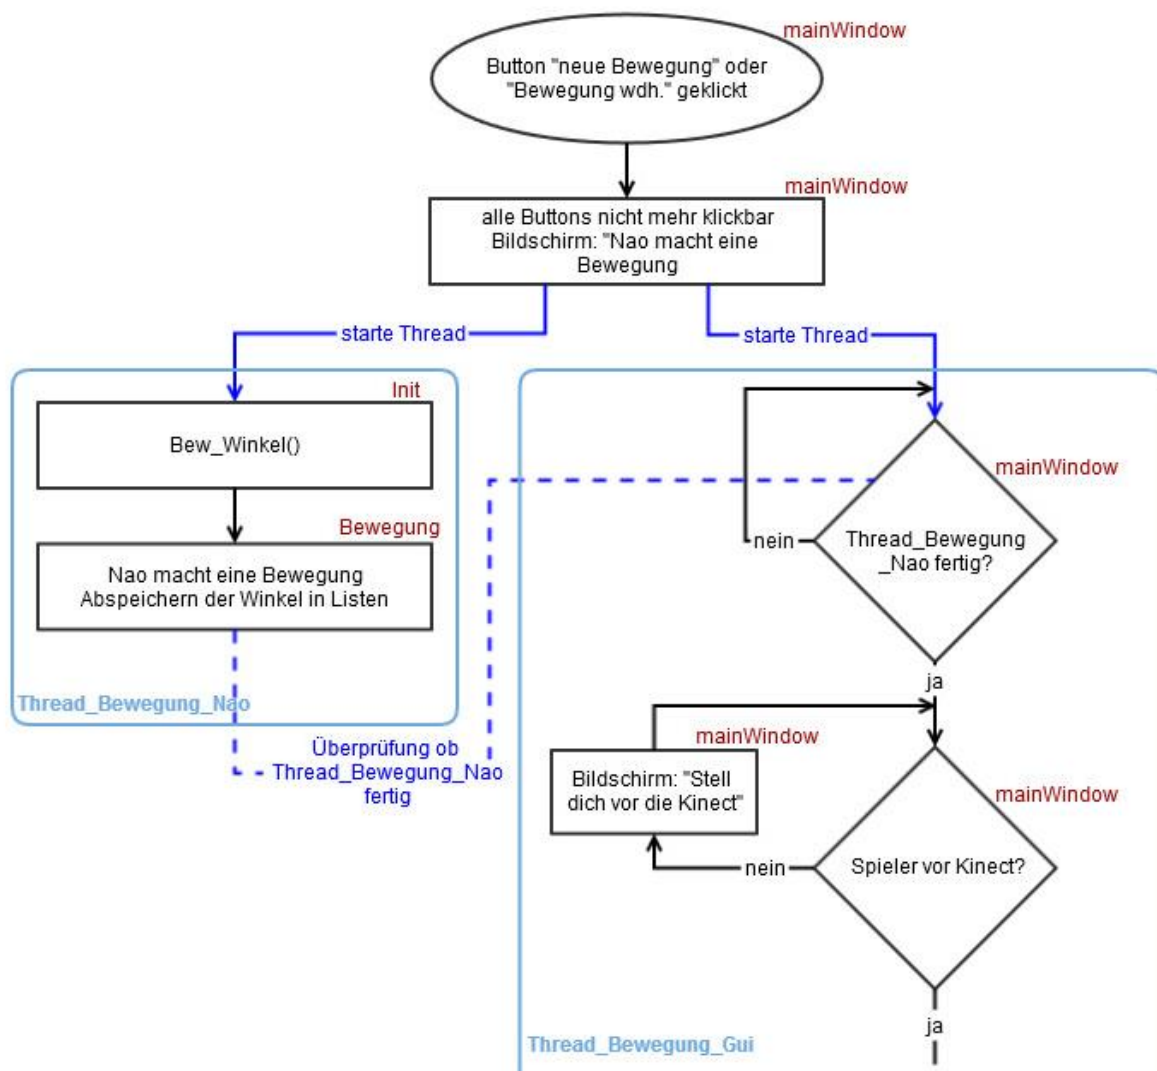 mainWindow
Button "neue Bewegung" oder
"Bewegung wdh." geklickt
mainWindow
alle Buttons nicht mehr klickbar
Bildschirm: "Nao macht eine
Bewegung
starte Thread
starte Thread
Init
Bew_Winkel()
Bewegung
Nao macht eine Bewegung
Abspeichern der Winkel in Listen
Thread_Bewegung_Nao
Überprüfung ob
Thread_Bewegung_Nao
fertig
mainWindow
Thread_Bewegung
_Nao fertig?
nein
ja
mainWindow
Bildschirm: "Stell
dich vor die Kinect"
mainWindow
Spieler vor Kinect?
nein
ja
Thread_Bewegung_Gui